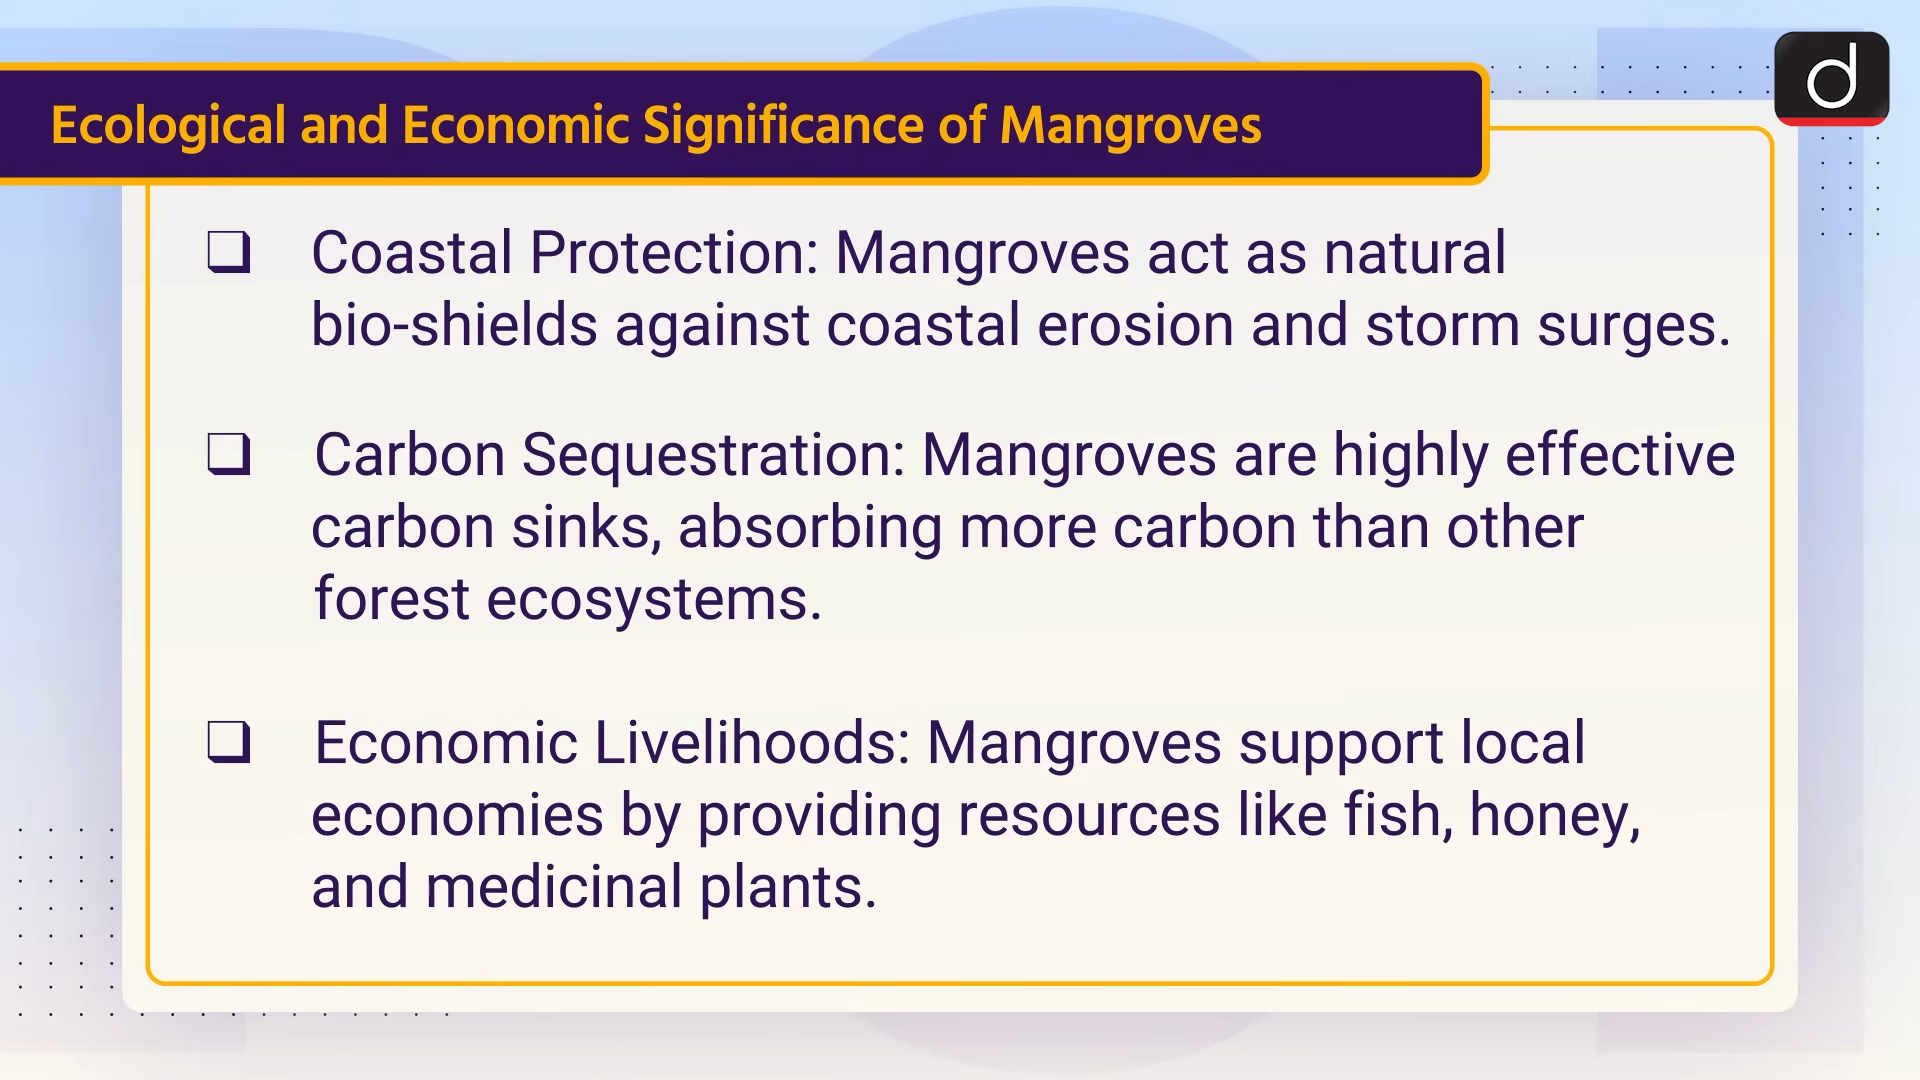 Ecological and Economic Significance of Mangroves
d
❑ Coastal Protection: Mangroves act as natural
bio-shields against coastal erosion and storm surges.
❑ Carbon Sequestration: Mangroves are highly effective
carbon sinks, absorbing more carbon than other
forest ecosystems.
❑ Economic Livelihoods: Mangroves support local
economies by providing resources like fish, honey,
and medicinal plants.